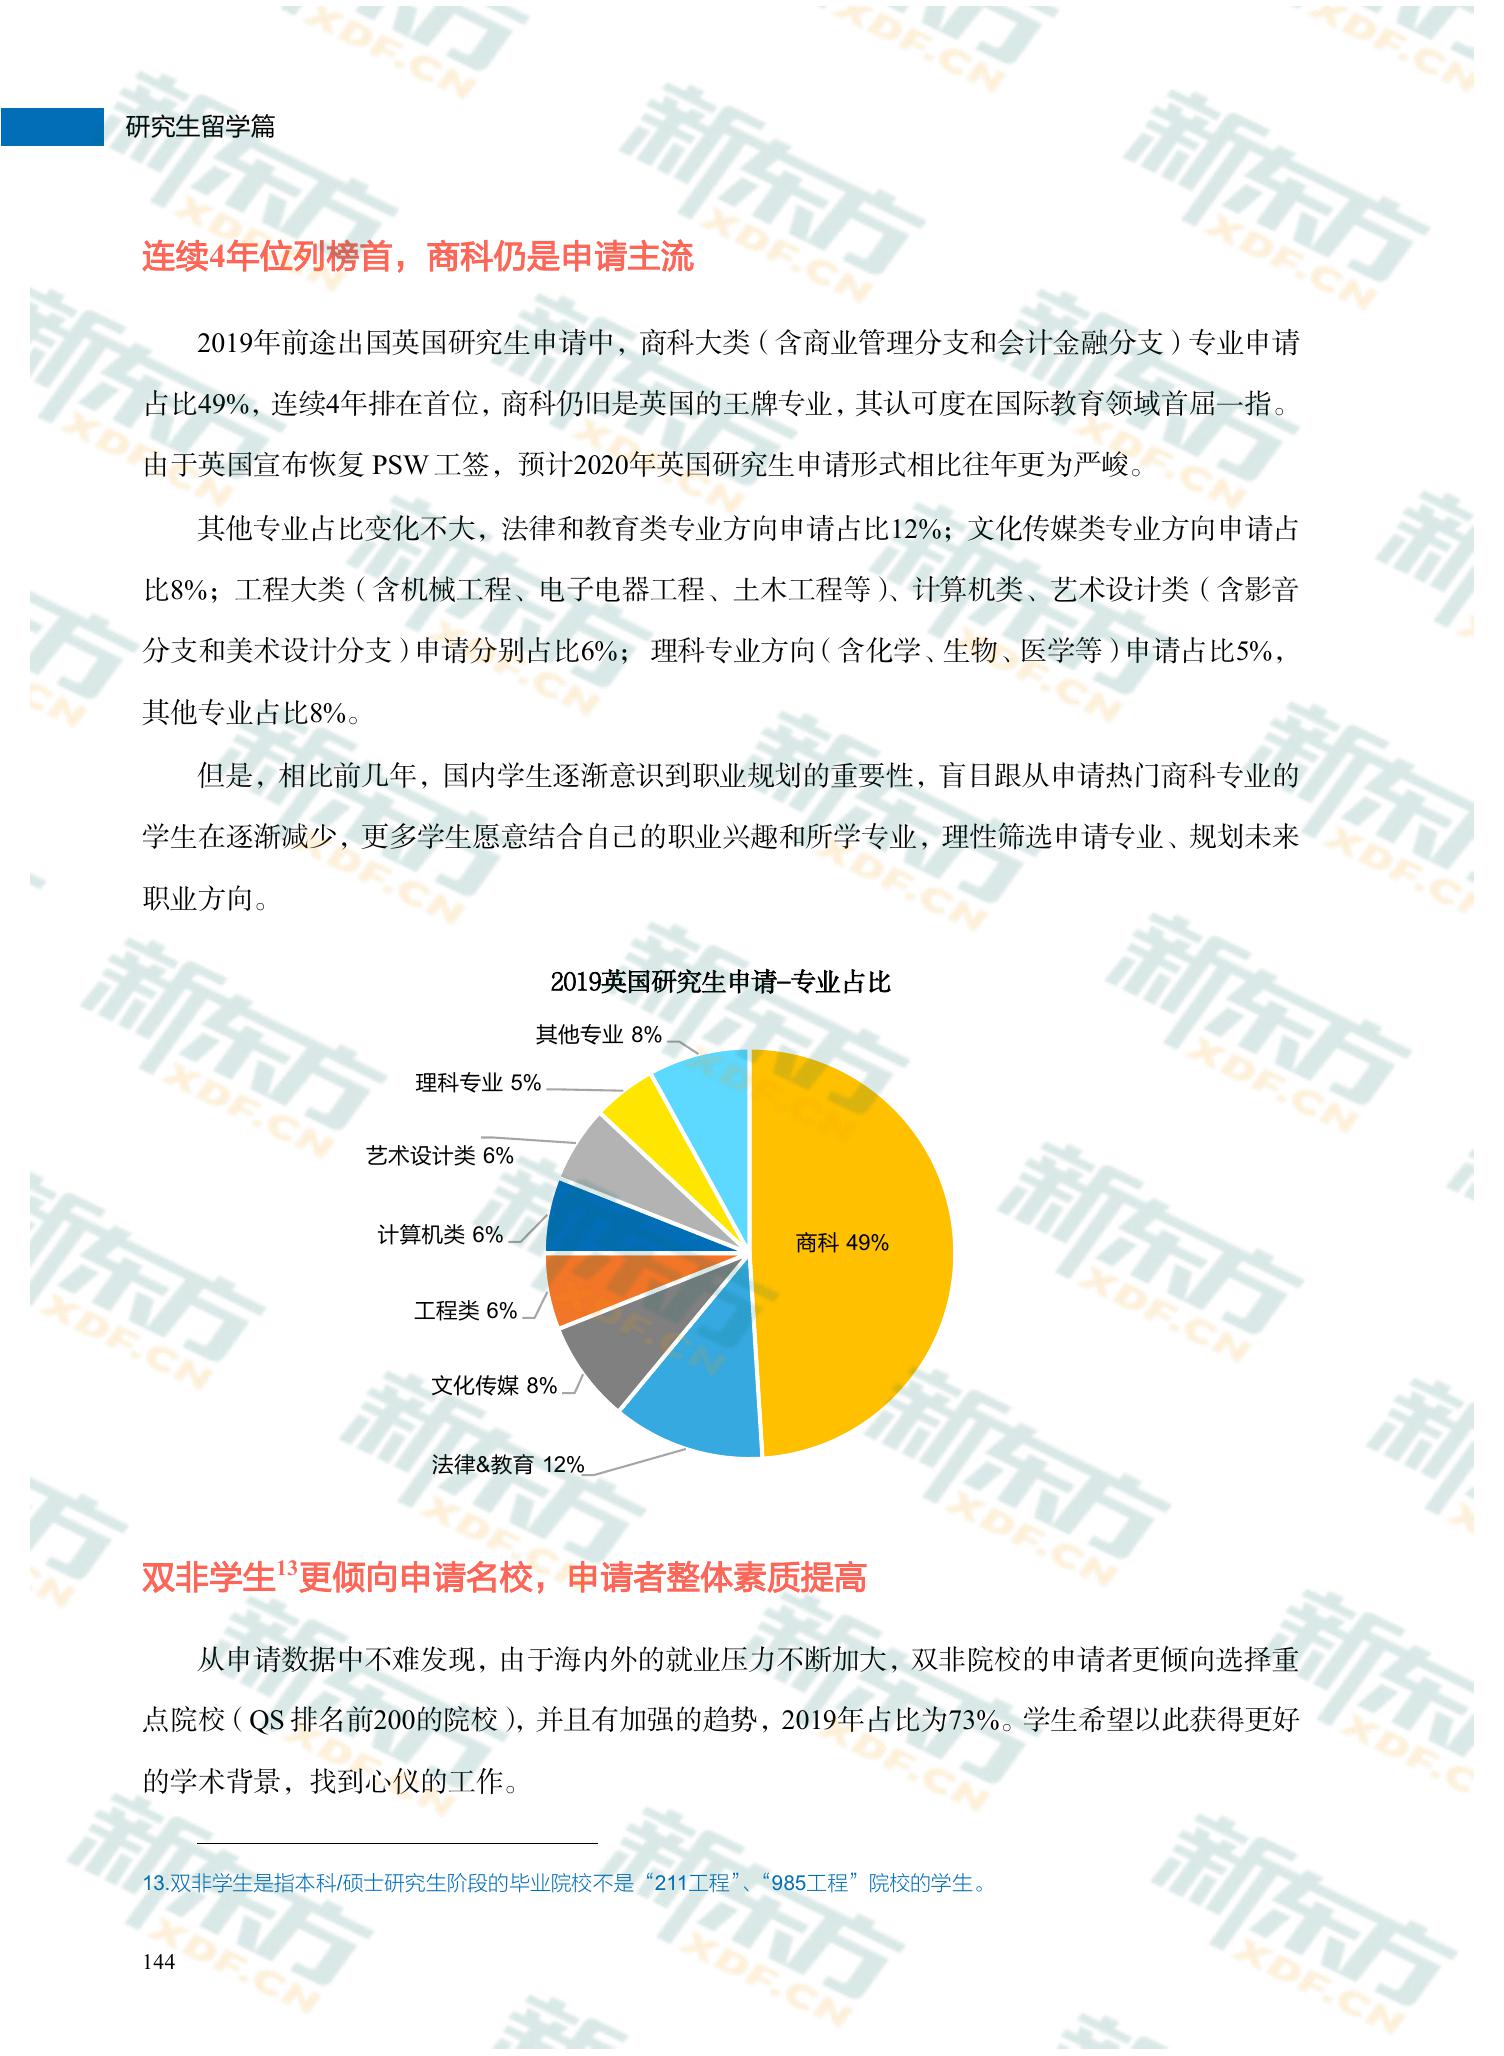 研究生留学篇
连续4年位列榜首，商科仍是申请主流
2019年前途出国英国研究生申请中，商科大类（含商业管理分支和会计金融分支）专业申请
占比49%，连续4年排在首位，商科仍旧是英国的王牌专业，其认可度在国际教育领域首屈一指。
由于英国宣布恢复 PSW 工签，预计2020年英国研究生申请形式相比往年更为严峻。
其他专业占比变化不大，法律和教育类专业方向申请占比12%；文化传媒类专业方向申请占
比8%；工程大类（含机械工程、电子电器工程、土木工程等）、计算机类、艺术设计类（含影音
分支和美术设计分支）申请分别占比6%；理科专业方向（含化学、生物、医学等）申请占比5%，
其他专业占比8%。
但是，相比前几年，国内学生逐渐意识到职业规划的重要性，盲目跟从申请热门商科专业的
学生在逐渐减少，更多学生愿意结合自己的职业兴趣和所学专业，理性筛选申请专业、规划未来
职业方向。
2019英国研究生申请–专业占比
其他专业 8%
理科专业 5%
艺术设计类 6%
计算机类 6%
商科 49%
工程类 6%
文化传媒 8%
法律&教育 12%
双非学生13更倾向申请名校，申请者整体素质提高
从申请数据中不难发现，由于海内外的就业压力不断加大，双非院校的申请者更倾向选择重
点院校（QS 排名前200的院校），并且有加强的趋势，2019年占比为73%。学生希望以此获得更好
的学术背景，找到心仪的工作。
13.双非学生是指本科/硕士研究生阶段的毕业院校不是“211工程”、“985工程”院校的学生。
144
新东方 XDF.CN